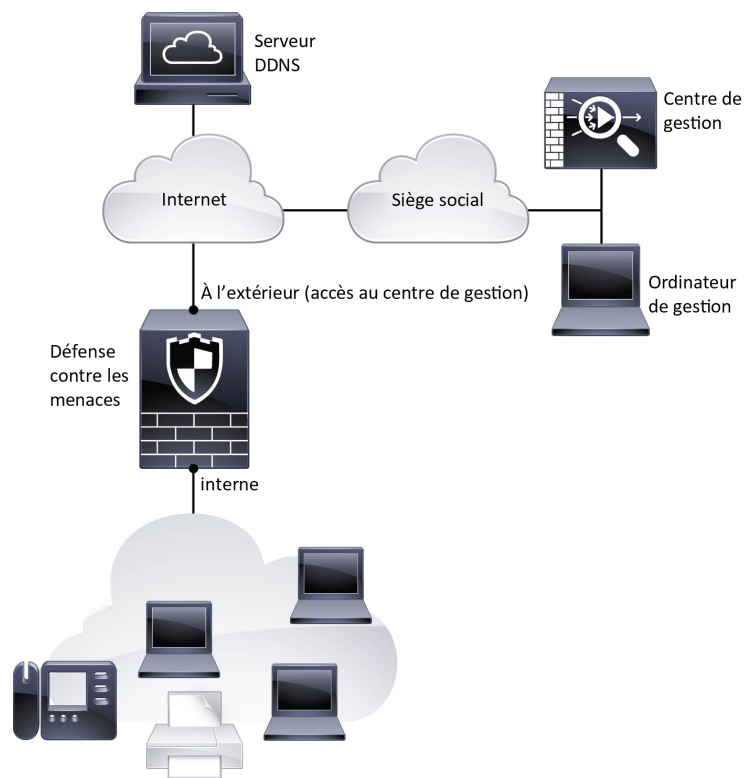 Serveur
DDNS
Centre de
gestion
Internet
Siège social
Ordinateur
de gestion
À l’extérieur (accès au centre de gestion)
Défense
contre les
menaces
interne